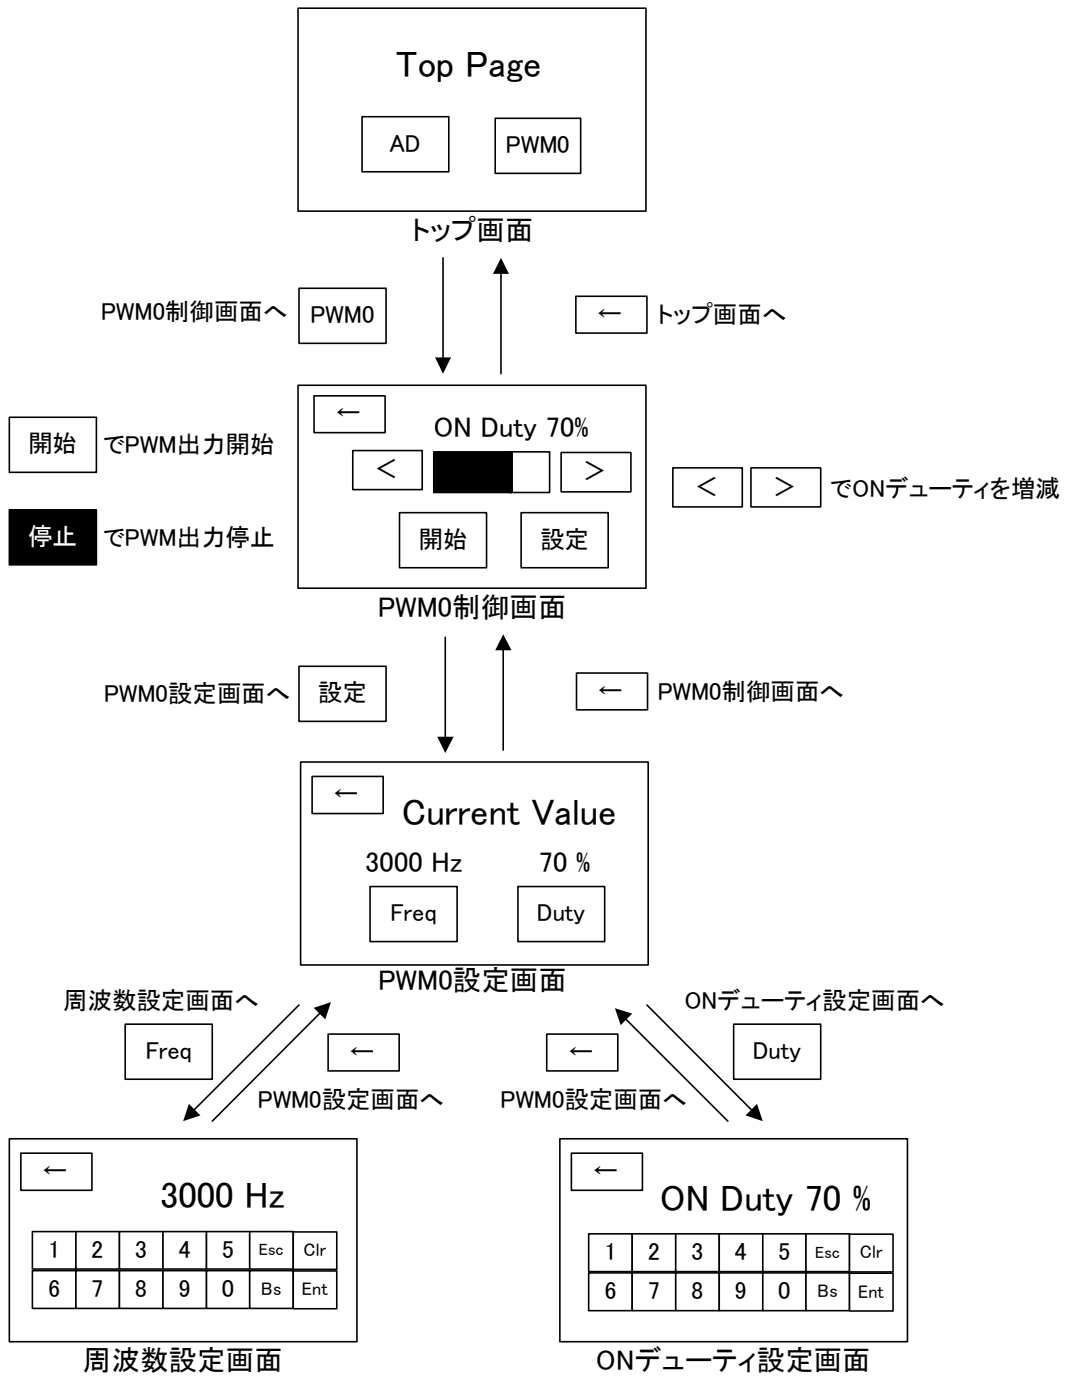 Top Page
AD PWM0
トップ画面
PWM0制御画面へ PWM0 ← トップ画面へ
←
ON Duty 70%
< >
開始 設定
開始 でPWM出力開始
停止 でPWM出力停止
< > でONデューティを増減
PWM0制御画面
PWM0設定画面へ 設定 ← PWM0制御画面へ
←
Current Value
3000 Hz 70 %
Freq Duty
PWM0設定画面
周波数設定画面へ
Freq
←
PWM0設定画面へ
ONデューティ設定画面へ
Duty
←
PWM0設定画面へ
←
3000 Hz
1 2 3 4 5 Esc Clr
6 7 8 9 0 Bs Ent
周波数設定画面
←
ON Duty 70 %
1 2 3 4 5 Esc Clr
6 7 8 9 0 Bs Ent
ONデューティ設定画面